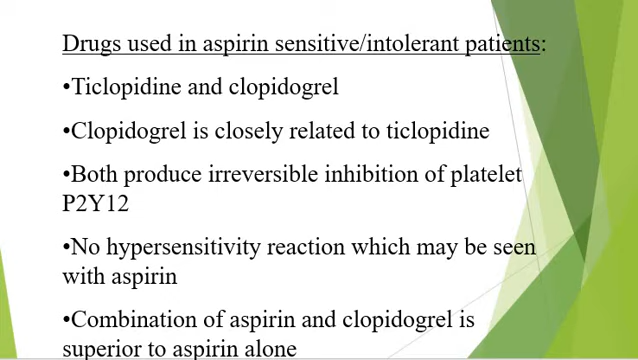 Drugs used in aspirin sensitive/intolerant patients:
•Ticlopidine and clopidogrel
•Clopidogrel is closely related to ticlopidine
•Both produce irreversible inhibition of platelet
P2Y12
•No hypersensitivity reaction which may be seen
with aspirin
•Combination of aspirin and clopidogrel is
superior to aspirin alone